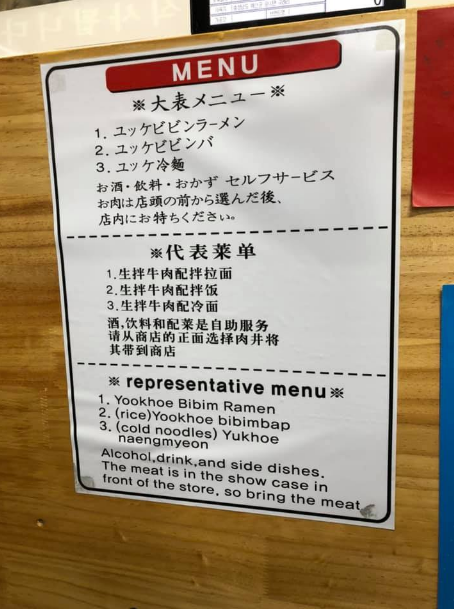 MENU
※大表メニュー※
1. ユッケビビンラーメン
2. ユッケビビンバ
3. ユッケ冷麺
お酒・飲料・おかず セルフサービス
お肉は店頭の前から選んだ後、
店内にお持ちください。
※代表菜单
1.生拌牛肉配拌拉面
2.生拌牛肉配拌饭
3.生拌牛肉配冷面
酒,饮料和配菜是自助服务
请从商店的正面选择肉井将
其带到商店
※ representative menu※
1. Yookhoe Bibim Ramen
2. (rice)Yookhoe bibimbap
3. (cold noodles) Yukhoe
naengmyeon
Alcohol,drink,and side dishes.
The meat is in the show case in
front of the store, so bring the meat